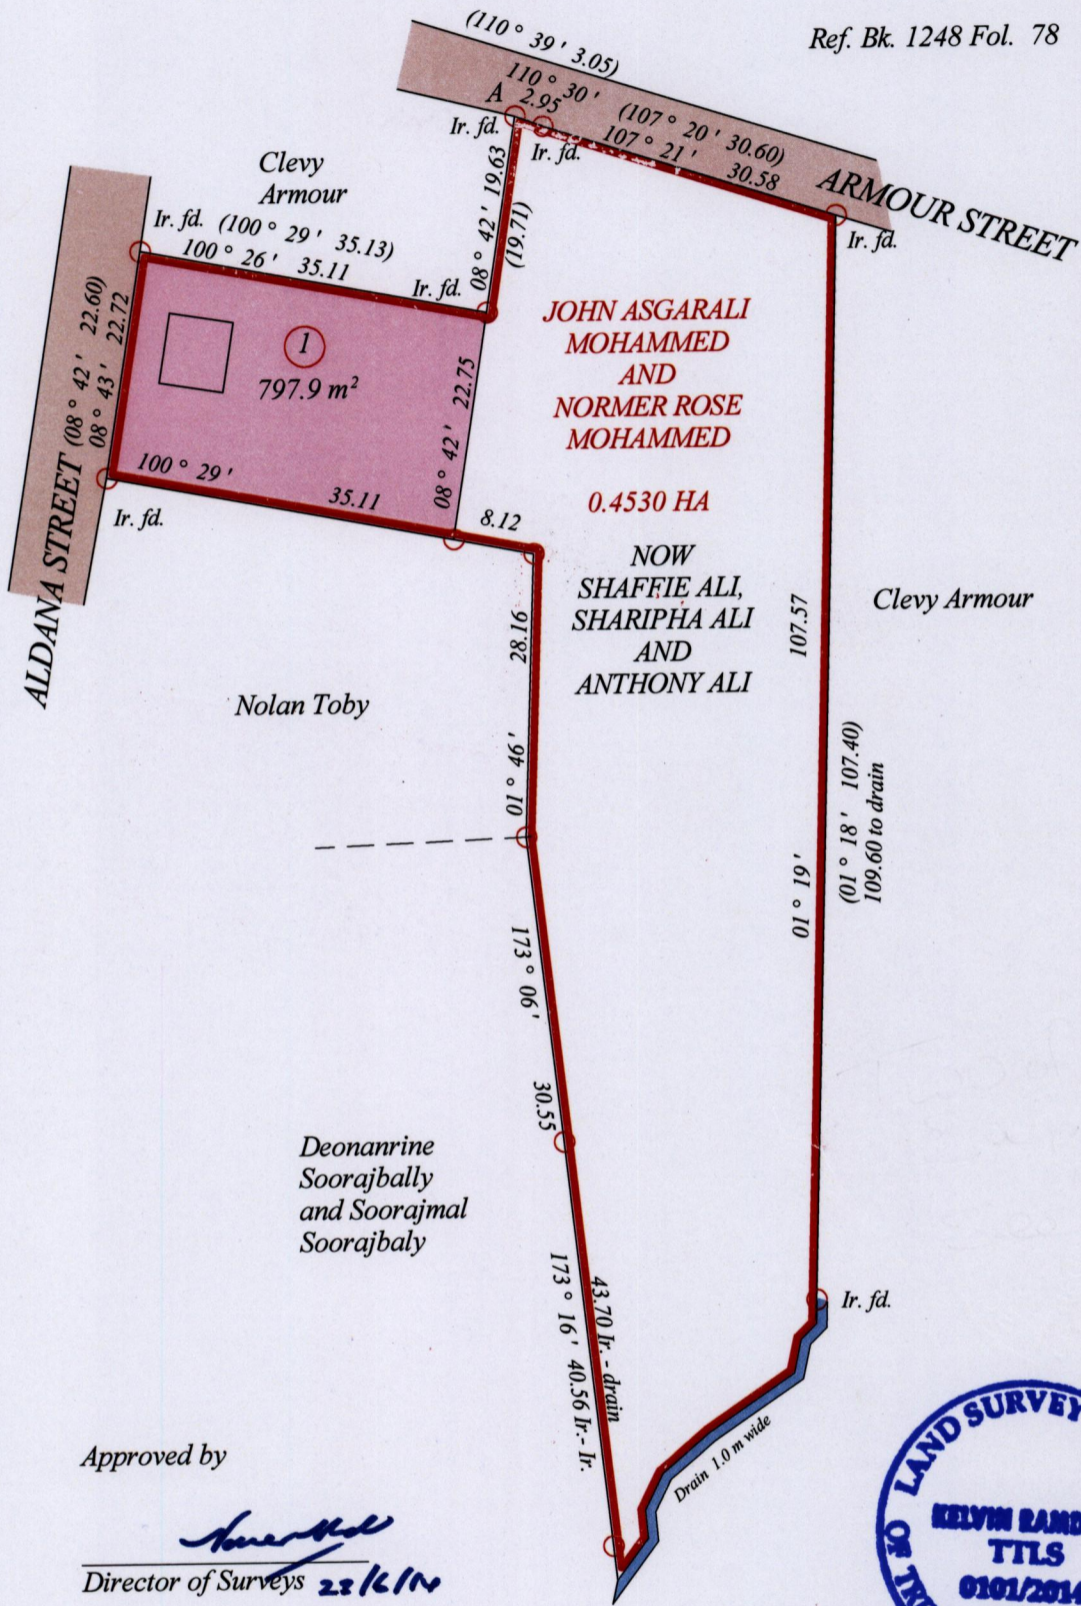 Ref. Bk. 1248 Fol. 78
(110° 39' 3.05)
110° 30'
2.95
A
Ir. fd.
Ir. fd.
(107° 20' 30.60)
107° 21' 30.58
ARMOUR STREET
Ir. fd.
Clevy
Armour
08° 42' 19.63
(19.71)
Ir. fd. (100° 29' 35.13)
100° 26' 35.11
Ir. fd.
ALDANA STREET
(08° 42' 22.60)
08° 43' 22.72
1
797.9 m²
08° 42' 22.75
100° 29' 35.11
Ir. fd.
8.12
JOHN ASGARALI
MOHAMMED
AND
NORMER ROSE
MOHAMMED
0.4530 HA
NOW
SHAFFIE ALI,
SHARIPHA ALI
AND
ANTHONY ALI
Clevy Armour
Nolan Toby
01° 46' 28.16
01° 19' 107.57
(01° 18' 107.40)
109.60 to drain
173° 06' 30.55
Deonanrine
Soorajbally
and Soorajmal
Soorajbaly
43.70 Ir. - drain
173° 16' 40.56 Ir.- Ir.
Ir. fd.
Drain 1.0 m wide
Approved by
Director of Surveys
LAND SURVEY
KELVIN
TTLS
0101/2014
OF